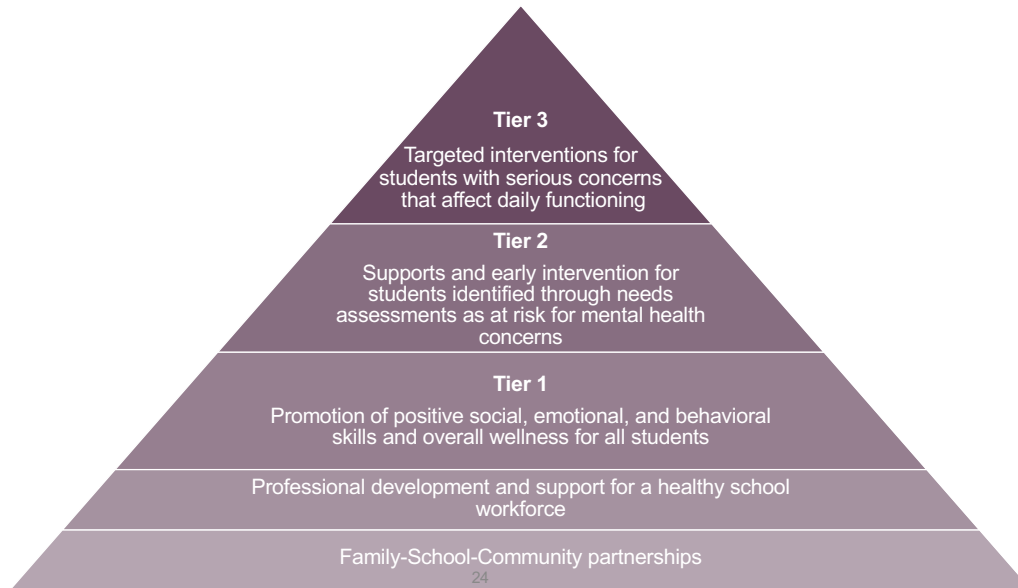 Tier 3
Targeted interventions for
students with serious concerns
that affect daily functioning
Tier 2
Supports and early intervention for
students identified through needs
assessments as at risk for mental health
concerns
Tier 1
Promotion of positive social, emotional, and behavioral
skills and overall wellness for all students
Professional development and support for a healthy school
workforce
Family-School-Community partnerships
24